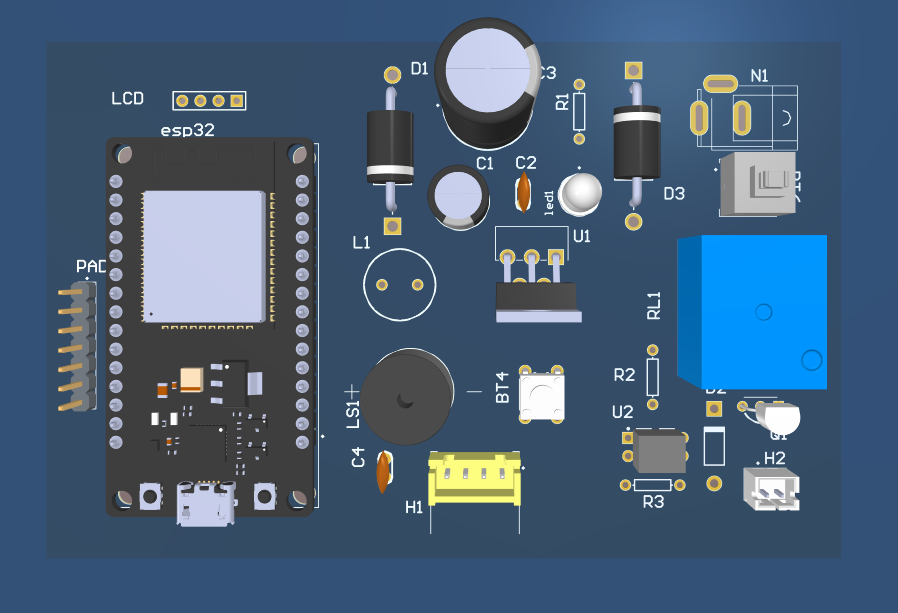 D1
C3
N1
LCD
R1
esp32
C1
C2
led1
D3
L1
U1
PAD
RL1
R2
BT4
LS1
D2
U2
Q1
C4
H2
R3
H1